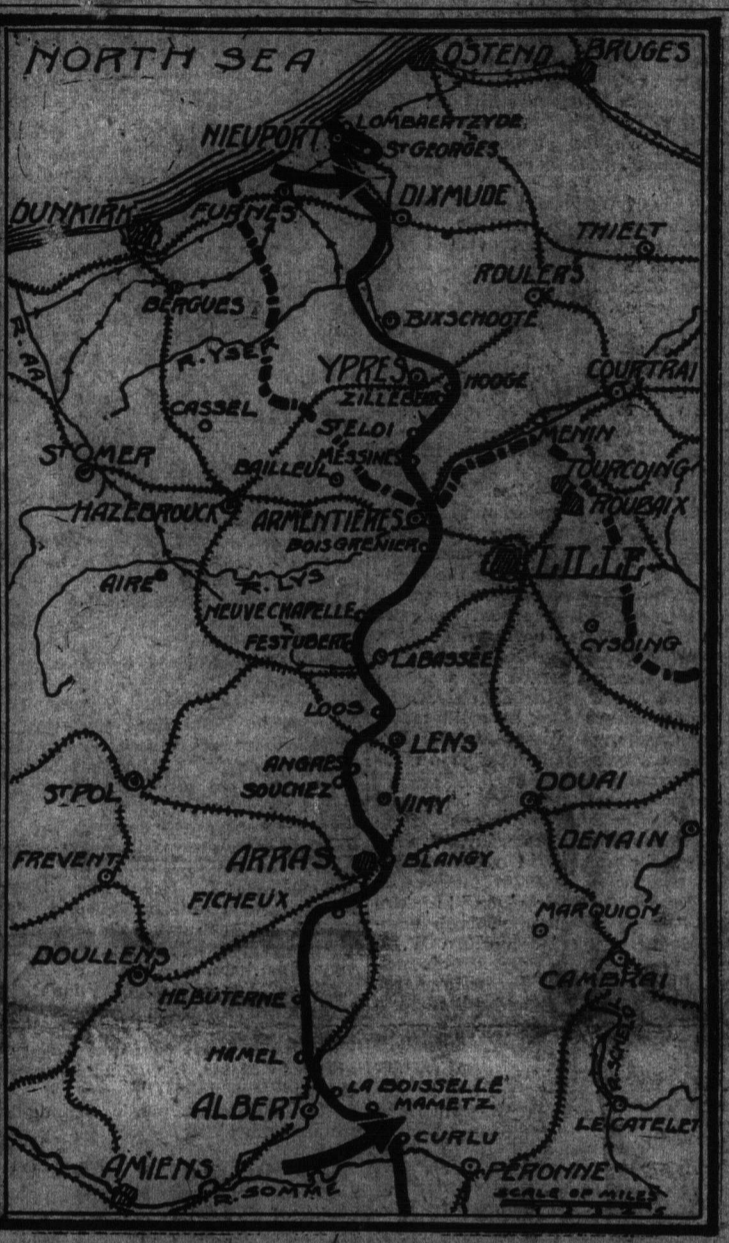 NORTH SEA
OSTEND
BRUGES
LOMBAERTZYDE
NIEUPORT
ST GEORGES
DIXMUDE
DUNKIRK
FURNES
THIELT
ROULERS
BERGUES
BIXSCHOOTE
R. AA
R. YSER
YPRES
HOOGE
COURTRAI
ZILLEBEKE
CASSEL
ST ELOI
MENIN
ST OMER
MESSINES
BAILLEUL
TOURCOING
ROUBAIX
HAZEBROUCK
ARMENTIÈRES
BOIS GRENIER
LILLE
AIRE
R. LYS
NEUVE CHAPELLE
FESTUBERT
CYSOING
LA BASSÉE
LOOS
LENS
ANGRES
SOUCHEZ
ST POL
DOUAI
VIMY
DEMAIN
FREVENT
ARRAS
BLANGY
FICHEUX
MARQUION
DOULLENS
CAMBRAI
HEBUTERNE
HAMEL
LA BOISSELLE
MAMETZ
ALBERT
LE CATELET
CURLU
AMIENS
PERONNE
R. SOMME
SCALE OF MILES